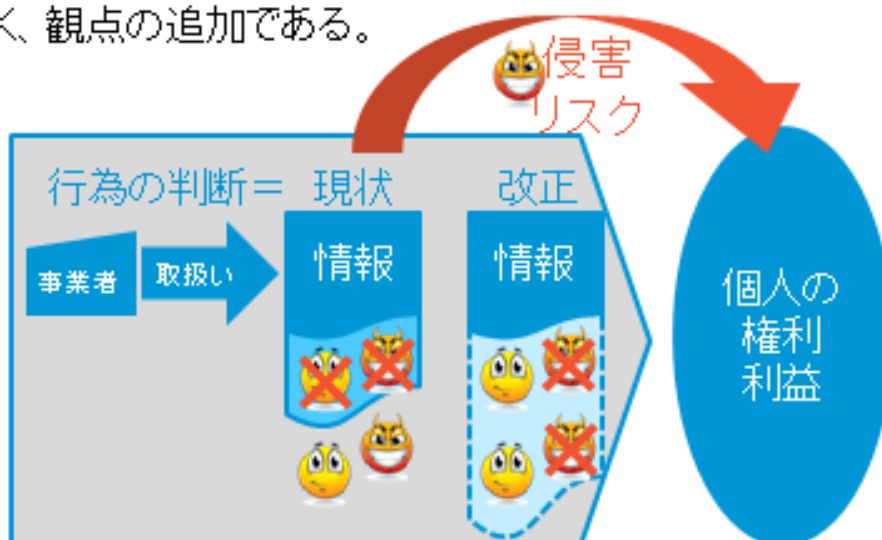 く、観点の追加である。
侵害
リスク
行為の判断＝ 現状 改正
事業者 取扱い 情報 情報
個人の
権利
利益